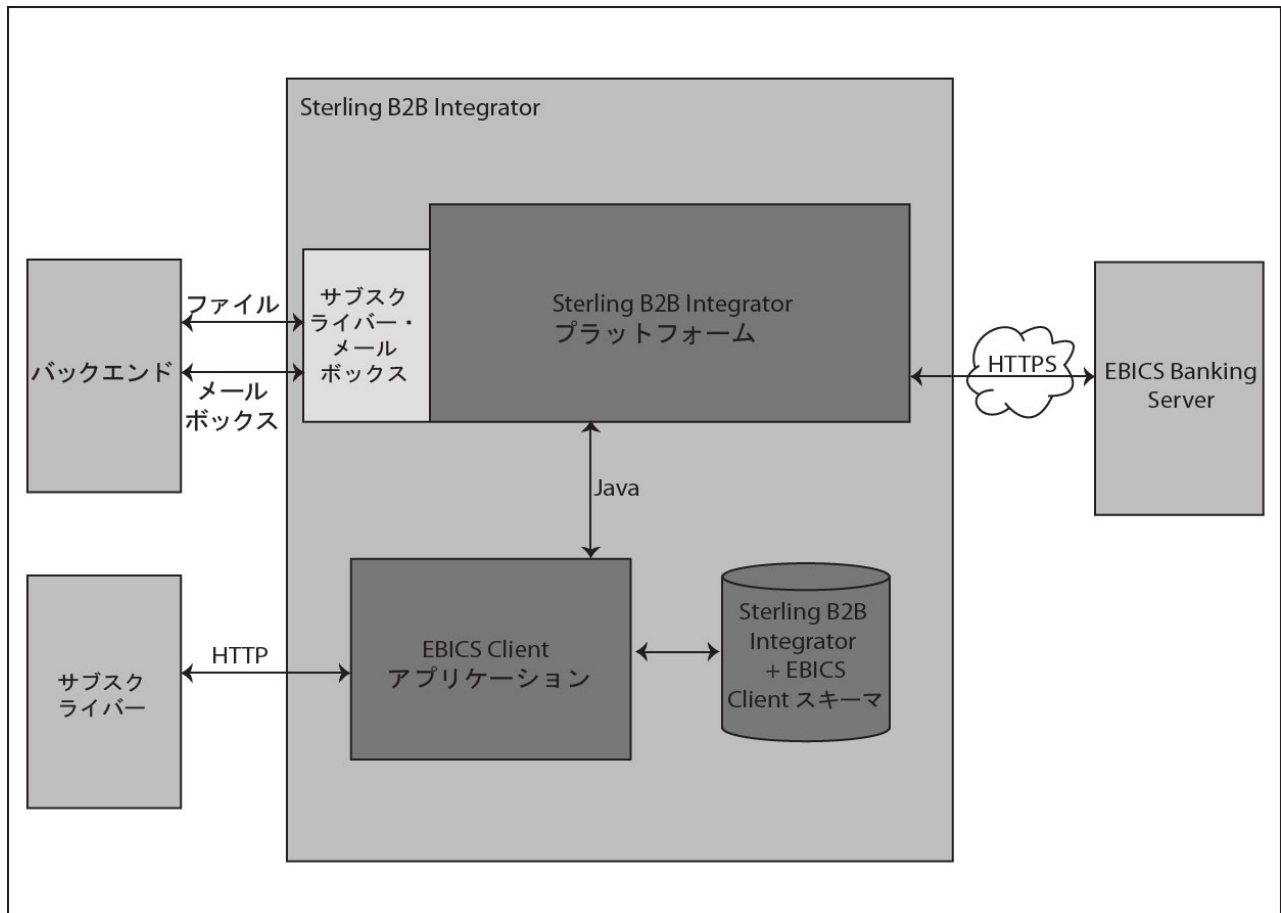 Sterling B2B Integrator
ファイル
バックエンド
メール
ボックス
サブスク
ライバー・
メール
ボックス
Sterling B2B Integrator
プラットフォーム
HTTPS
EBICS Banking
Server
Java
サブスク
ライバー
HTTP
EBICS Client
アプリケーション
Sterling B2B
Integrator
+ EBICS
Client スキーマ